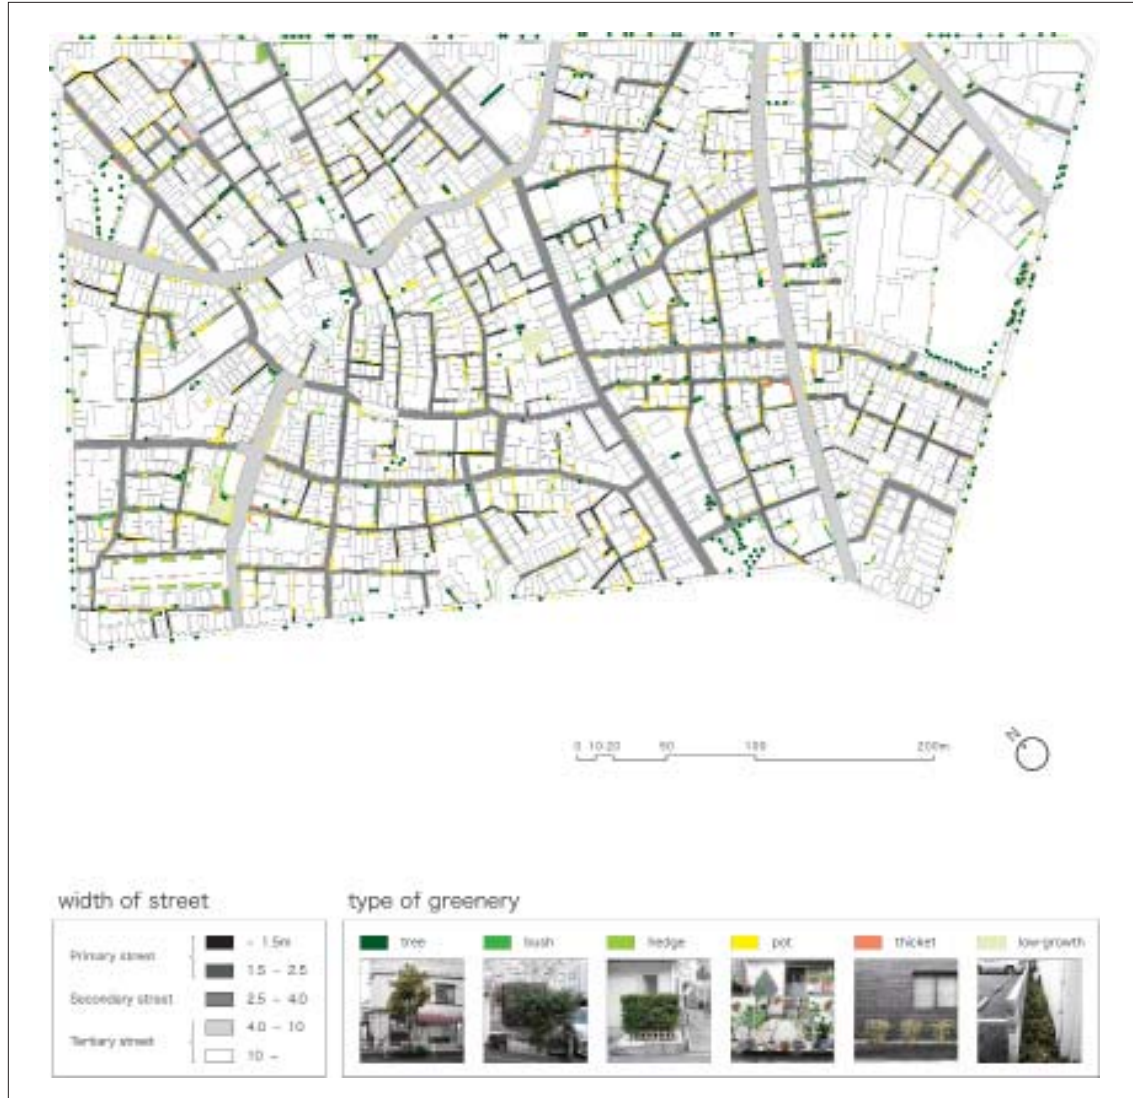 0 10 20 50 100 200m
N
width of street
Primary street
- 1.5m
1.5 - 2.5
Secondary street
2.5 - 4.0
Tertiary street
4.0 - 10
10 -
type of greenery
tree bush hedge pot thicket low-growth